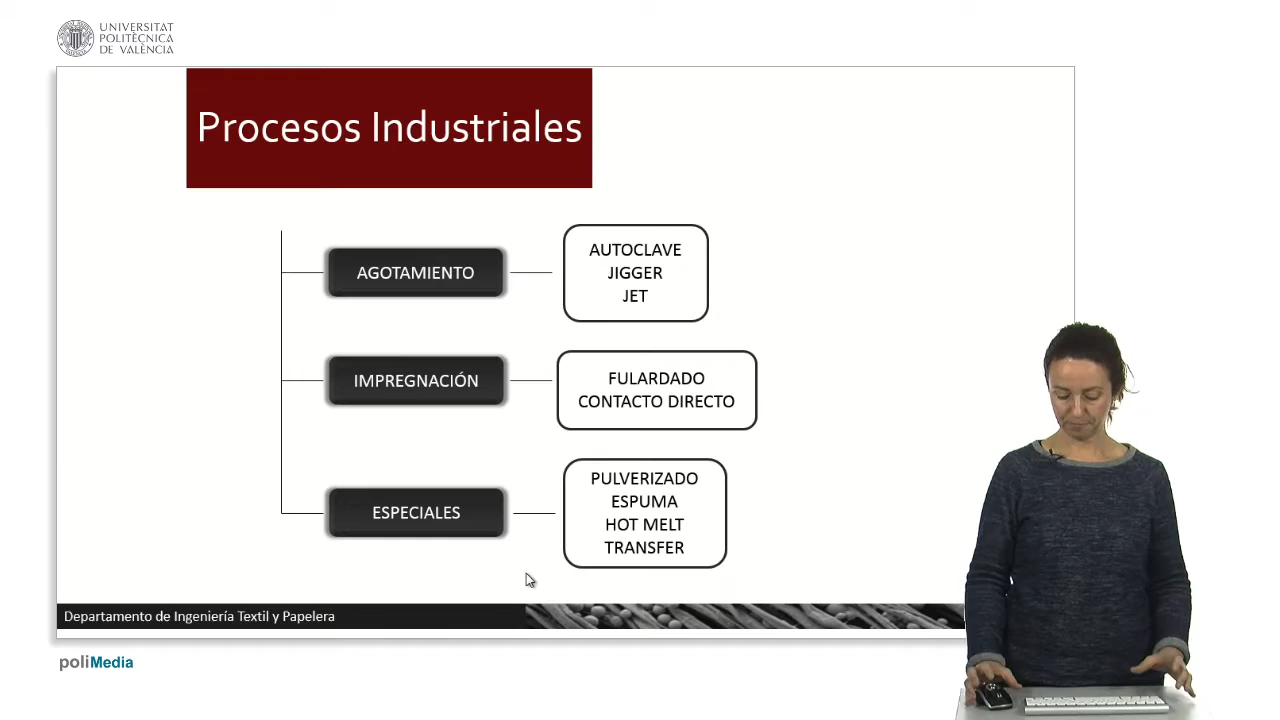 UNIVERSITAT
POLITÈCNICA
DE VALÈNCIA
Procesos Industriales
AGOTAMIENTO
AUTOCLAVE
JIGGER
JET
IMPREGNACIÓN
FULARDADO
CONTACTO DIRECTO
ESPECIALES
PULVERIZADO
ESPUMA
HOT MELT
TRANSFER
Departamento de Ingeniería Textil y Papelera
poliMedia